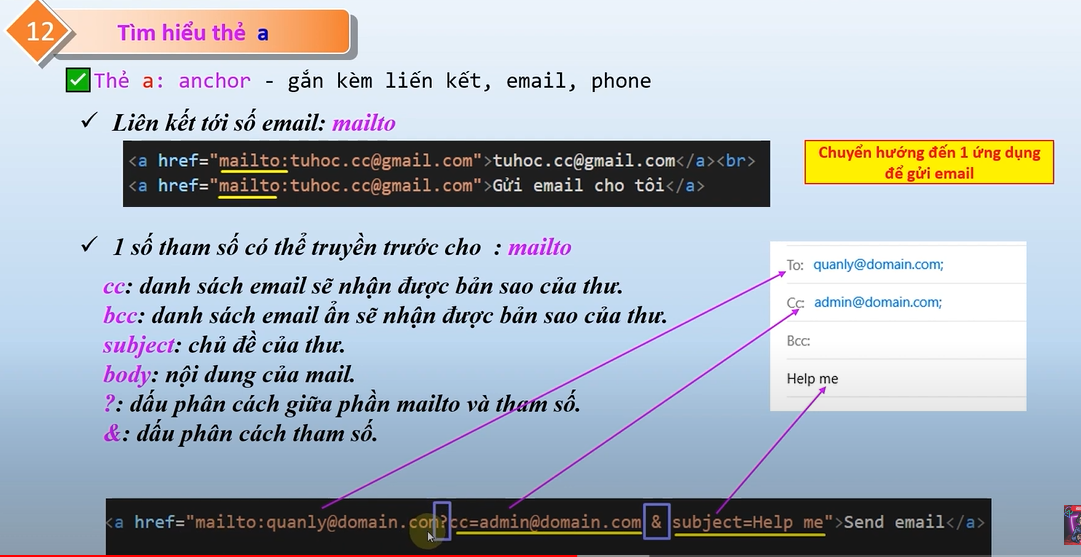 12
Tìm hiểu thẻ a
Thẻ a: anchor - gắn kèm liến kết, email, phone
✓ Liên kết tới số email: mailto
<a href="mailto:tuhoc.cc@gmail.com">tuhoc.cc@gmail.com</a><br>
<a href="mailto:tuhoc.cc@gmail.com">Gửi email cho tôi</a>
Chuyển hướng đến 1 ứng dụng
để gửi email
✓ 1 số tham số có thể truyền trước cho : mailto
cc: danh sách email sẽ nhận được bản sao của thư.
bcc: danh sách email ẩn sẽ nhận được bản sao của thư.
subject: chủ đề của thư.
body: nội dung của mail.
?: dấu phân cách giữa phần mailto và tham số.
&: dấu phân cách tham số.
To: quanly@domain.com;
Cc: admin@domain.com;
Bcc:
Help me
<a href="mailto:quanly@domain.com?cc=admin@domain.com & subject=Help me">Send email</a>